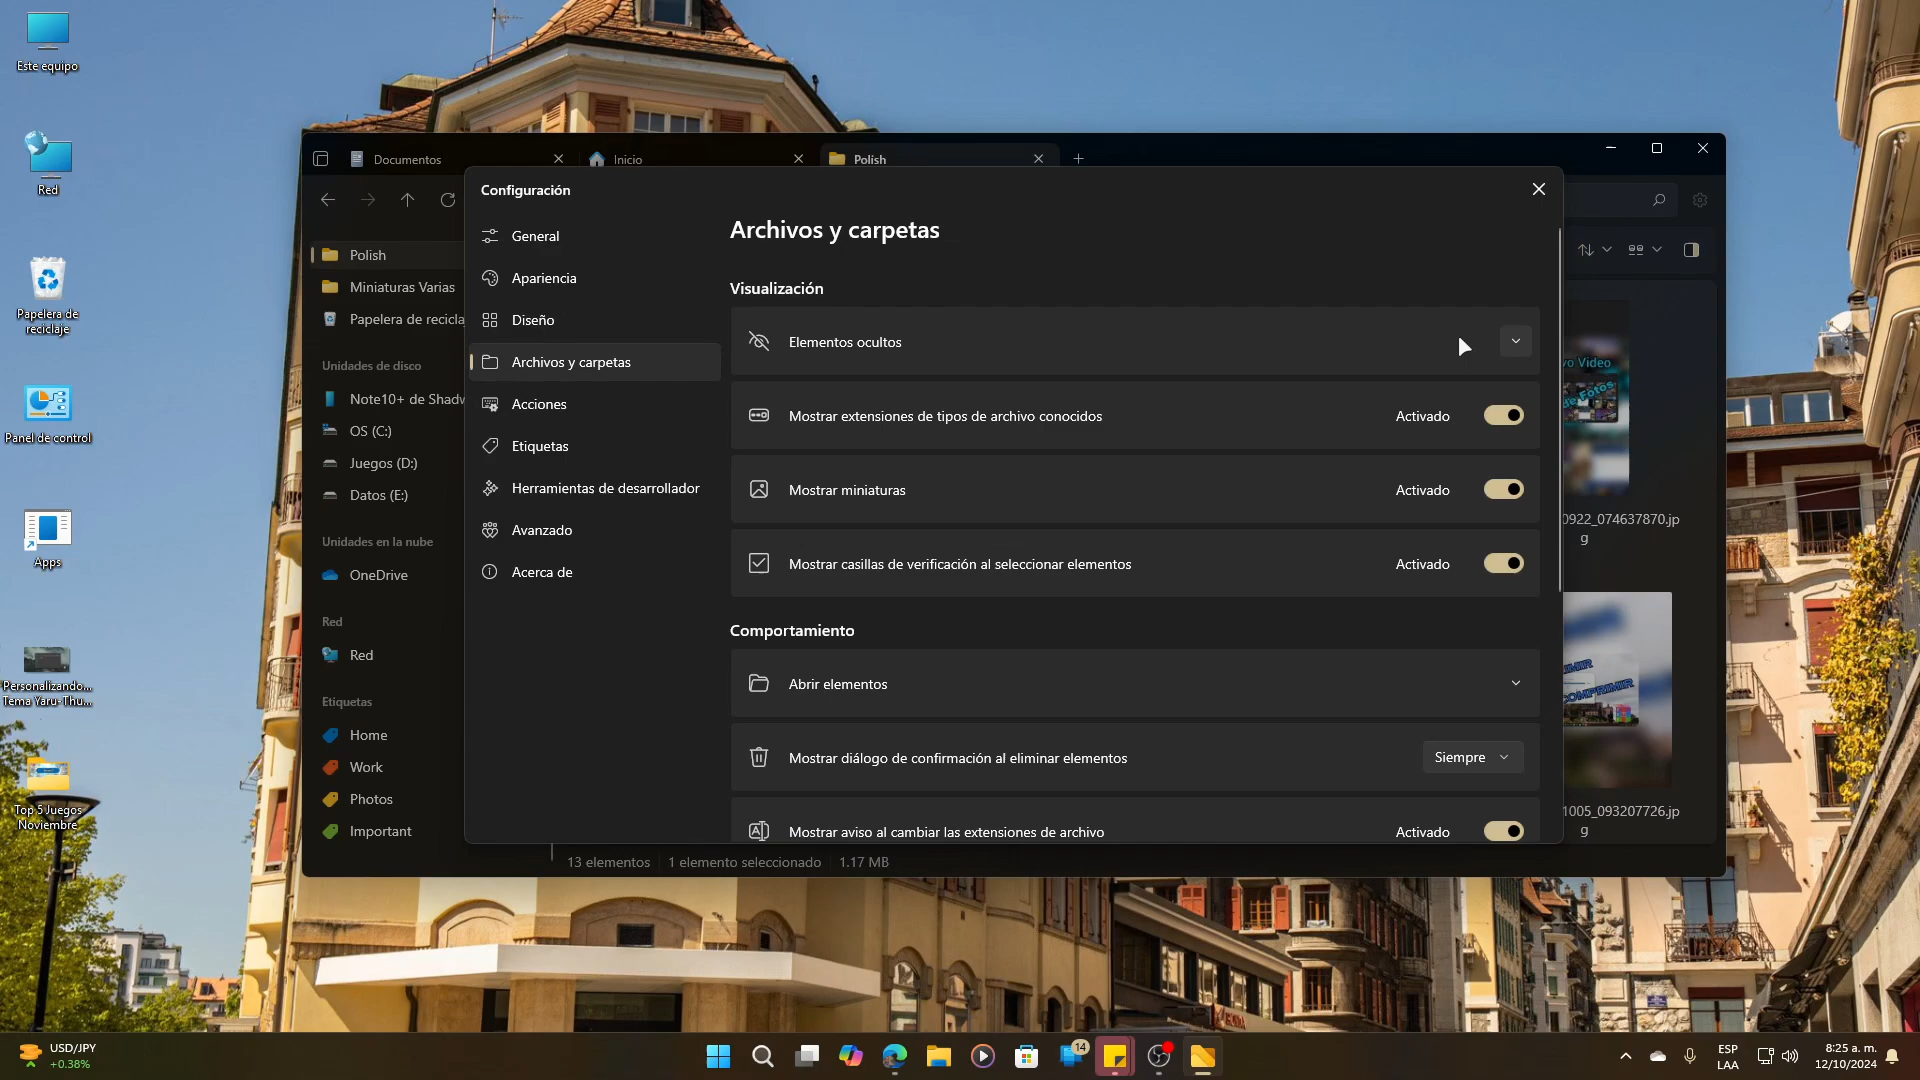 Este equipo
Red
Papelera de
reciclaje
Panel de control
Apps
Personalizando...
Tema Yaru-Thu...
Top 5 Juegos
Noviembre
Documentos
Inicio
Polish
Polish
Miniaturas Varias
Papelera de recicla
Unidades de disco
Note10+ de Shadw
OS (C:)
Juegos (D:)
Datos (E:)
Unidades en la nube
OneDrive
Red
Red
Etiquetas
Home
Work
Photos
Important
Configuración
General
Apariencia
Diseño
Archivos y carpetas
Acciones
Etiquetas
Herramientas de desarrollador
Avanzado
Acerca de
Archivos y carpetas
Visualización
Elementos ocultos
Mostrar extensiones de tipos de archivo conocidos Activado
Mostrar miniaturas Activado
Mostrar casillas de verificación al seleccionar elementos Activado
Comportamiento
Abrir elementos
Mostrar diálogo de confirmación al eliminar elementos Siempre
Mostrar aviso al cambiar las extensiones de archivo Activado
vo Video
de Fotos
0922_074637870.jp
g
COMPRIMIR
1005_093207726.jp
g
13 elementos 1 elemento seleccionado 1.17 MB
USD/JPY
+0.38%
14
ESP
LAA
8:25 a. m.
12/10/2024